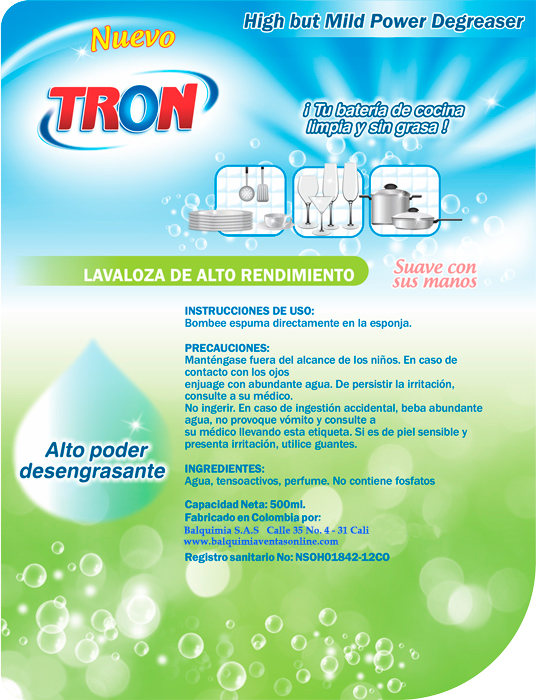 Nuevo
High but Mild Power Degreaser
TRON
¡ Tu batería de cocina
limpia y sin grasa !
LAVALOZA DE ALTO RENDIMIENTO
Suave con
sus manos
INSTRUCCIONES DE USO:
Bombee espuma directamente en la esponja.
PRECAUCIONES:
Manténgase fuera del alcance de los niños. En caso de
contacto con los ojos
enjuage con abundante agua. De persistir la irritación,
consulte a su médico.
No ingerir. En caso de ingestión accidental, beba abundante
agua, no provoque vómito y consulte a
su médico llevando esta etiqueta. Si es de piel sensible y
presenta irritación, utilice guantes.
Alto poder
desengrasante
INGREDIENTES:
Agua, tensoactivos, perfume. No contiene fosfatos
Capacidad Neta: 500ml.
Fabricado en Colombia por:
Balquimia S.A.S Calle 35 No. 4 - 31 Cali
www.balquimiaventasonline.com
Registro sanitario No: NSOH01842-12CO